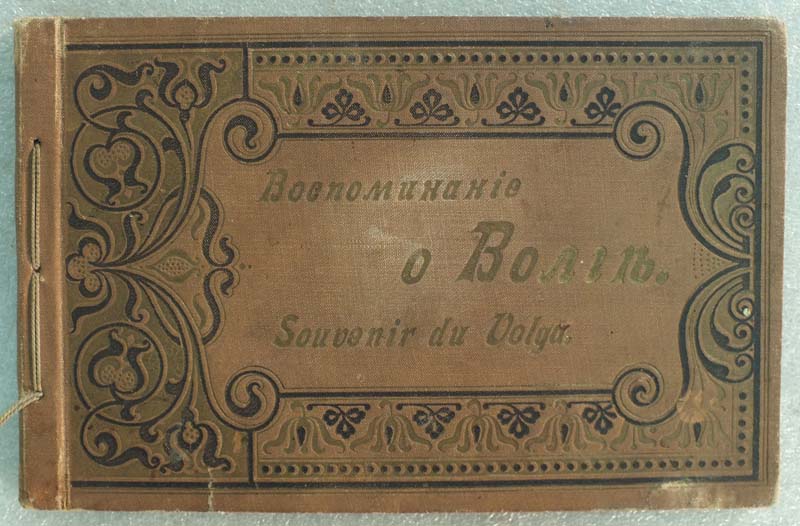 Воспоминаніе
о Волгѣ.
Souvenir du Volga.